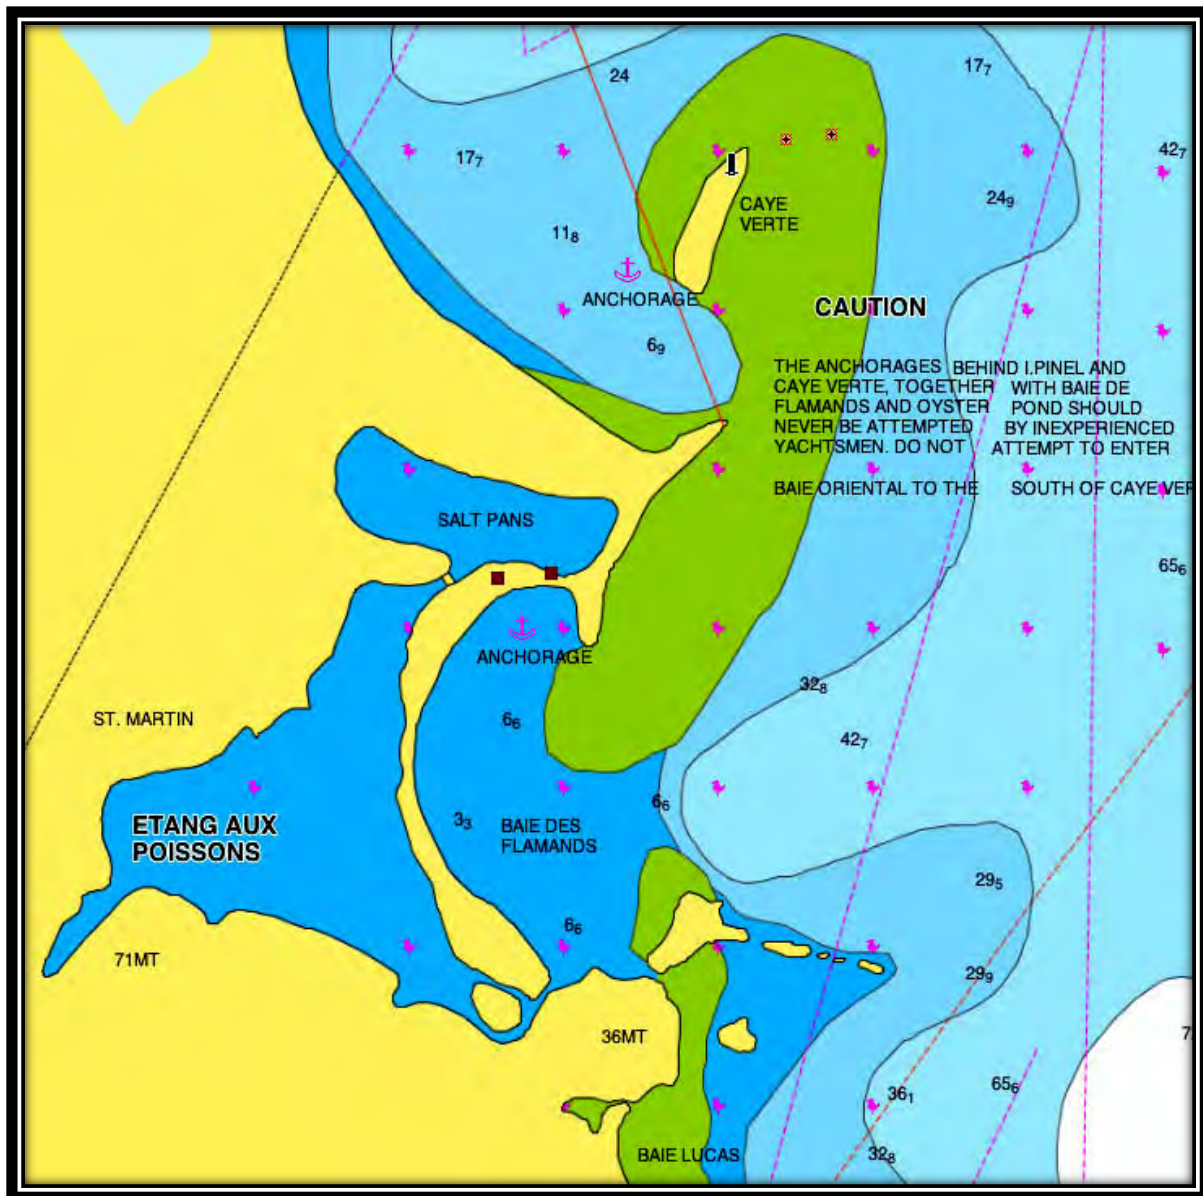 24
17₇
17₇
42₇
CAYE
VERTE
24₉
11₈
ANCHORAGE
CAUTION
6₉
THE ANCHORAGES BEHIND I.PINEL AND
CAYE VERTE, TOGETHER WITH BAIE DE
FLAMANDS AND OYSTER POND SHOULD
NEVER BE ATTEMPTED BY INEXPERIENCED
YACHTSMEN. DO NOT ATTEMPT TO ENTER
BAIE ORIENTAL TO THE SOUTH OF CAYE VER
SALT PANS
65₆
ANCHORAGE
32₈
ST. MARTIN
6₆
42₇
6₆
3₃
ETANG AUX
POISSONS
BAIE DES
FLAMANDS
29₅
6₆
71MT
29₉
36MT
7
65₆
36₁
BAIE LUCAS
32₈